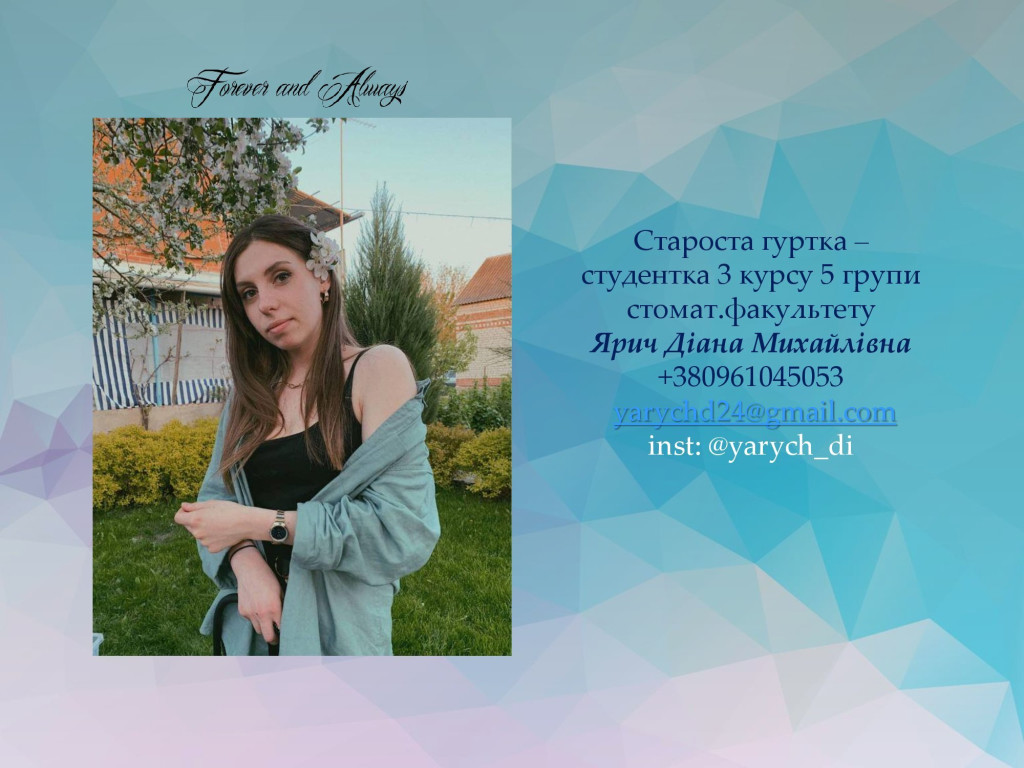 Forever and Always
Староста гуртка –
студентка 3 курсу 5 групи
стомат.факультету
Ярич Діана Михайлівна
+380961045053
yarychd24@gmail.com
inst: @yarych_di